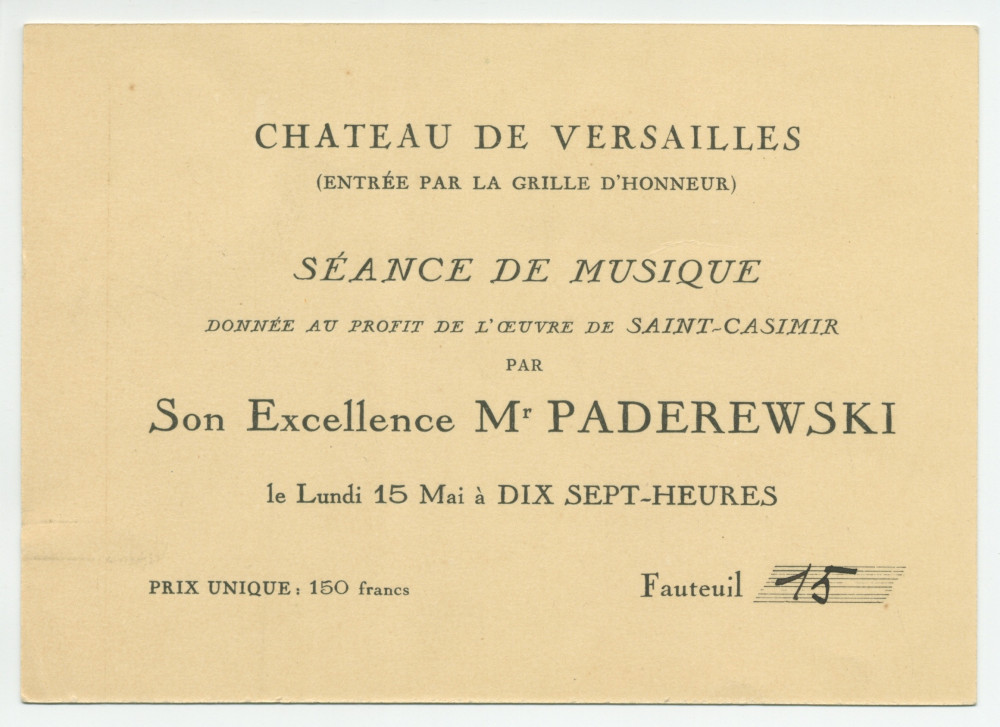 CHATEAU DE VERSAILLES
(ENTRÉE PAR LA GRILLE D'HONNEUR)
SÉANCE DE MUSIQUE
DONNÉE AU PROFIT DE L'ŒUVRE DE SAINT-CASIMIR
PAR
Son Excellence Mr PADEREWSKI
le Lundi 15 Mai à DIX SEPT-HEURES
PRIX UNIQUE : 150 francs
Fauteuil 15